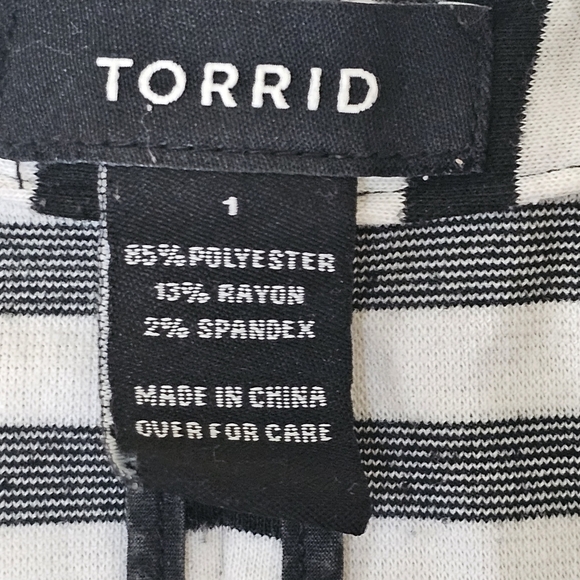 TORRID
1
85% POLYESTER
13% RAYON
2% SPANDEX
MADE IN CHINA
OVER FOR CARE